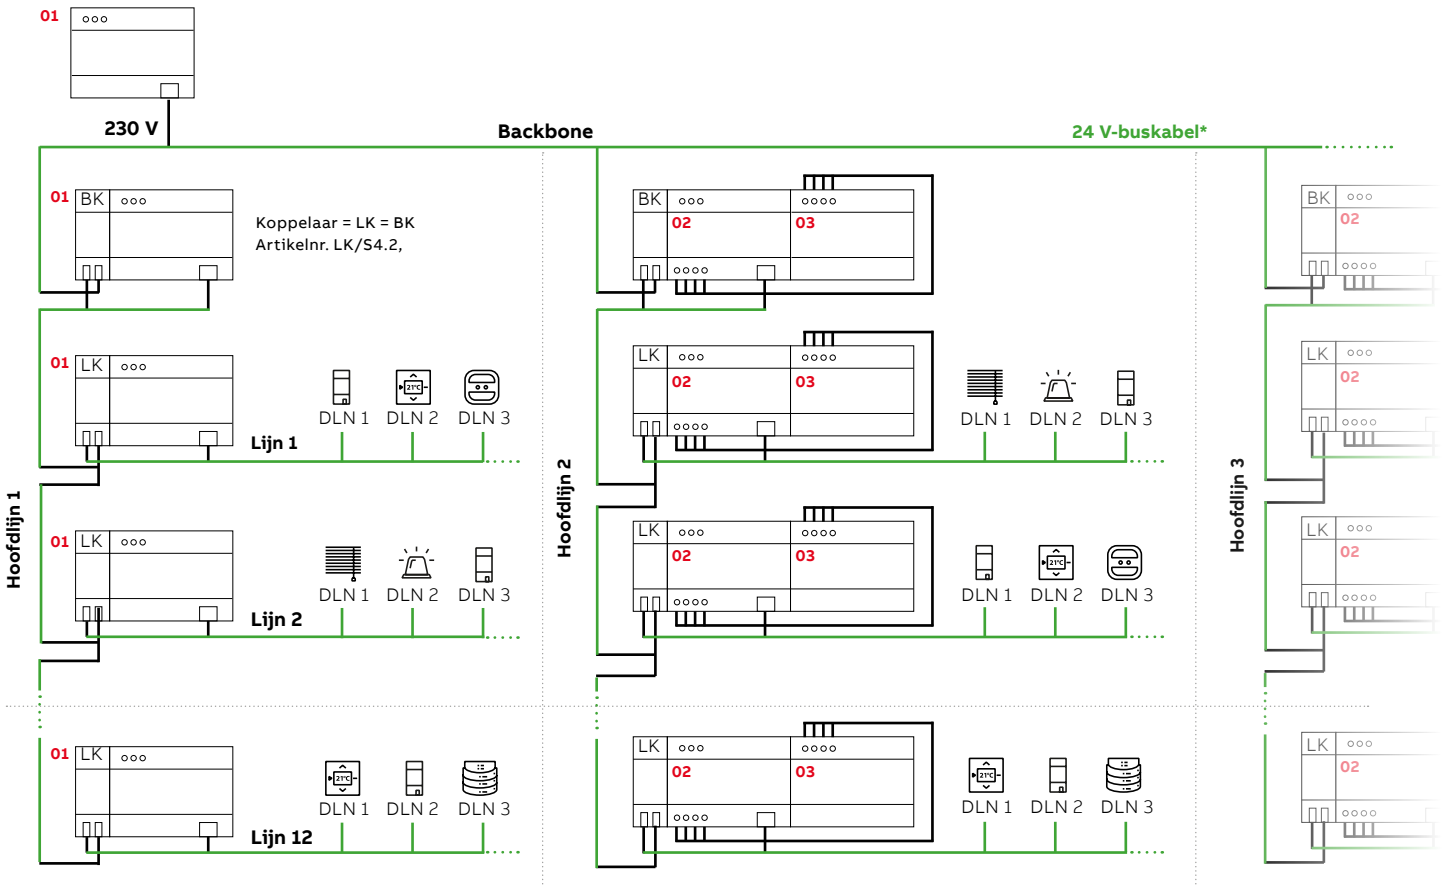 01
230 V
Backbone
24 V-buskabel*
01
BK
Koppelaar = LK = BK
Artikelnr. LK/S4.2,
BK
02
03
BK
02
01
LK
DLN 1
DLN 2
DLN 3
21°C
Lijn 1
LK
02
03
DLN 1
DLN 2
DLN 3
LK
02
Hoofdlijn 1
Hoofdlijn 2
Hoofdlijn 3
01
LK
DLN 1
DLN 2
DLN 3
Lijn 2
LK
02
03
21°C
DLN 1
DLN 2
DLN 3
LK
02
01
LK
21°C
DLN 1
DLN 2
DLN 3
Lijn 12
LK
02
03
21°C
DLN 1
DLN 2
DLN 3
LK
02